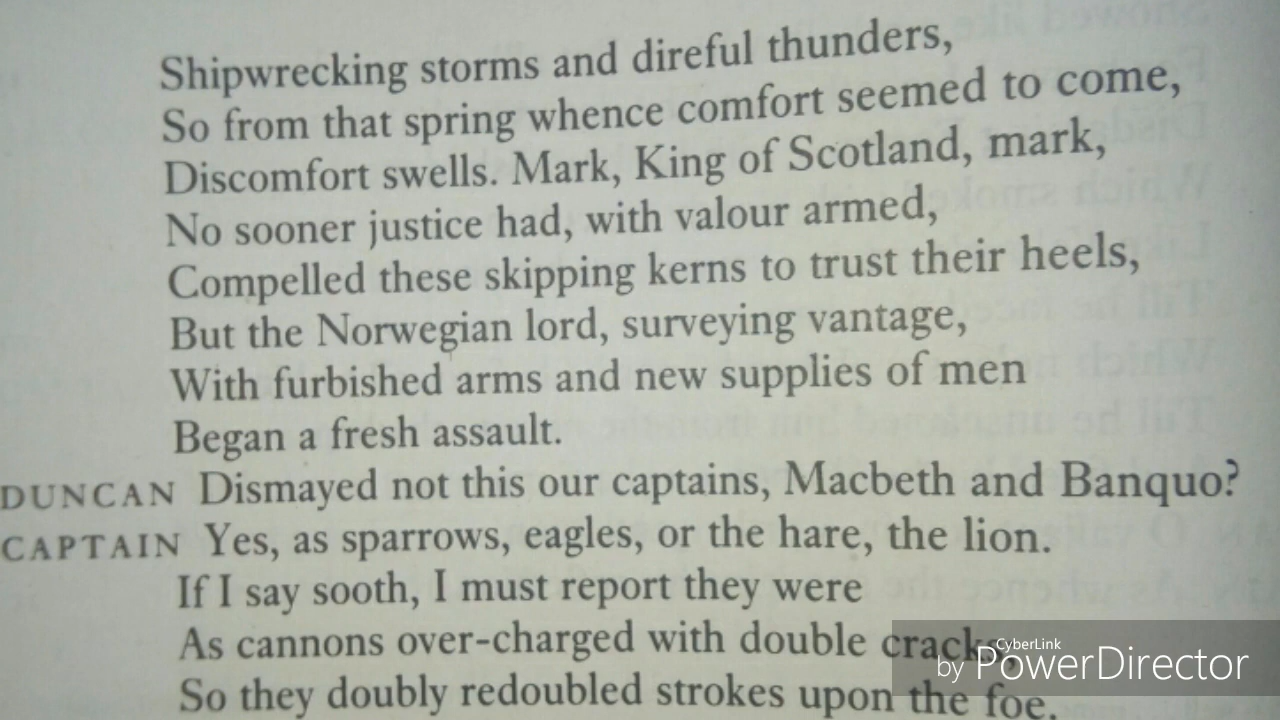 Shipwrecking storms and direful thunders,
So from that spring whence comfort seemed to come,
Discomfort swells. Mark, King of Scotland, mark,
No sooner justice had, with valour armed,
Compelled these skipping kerns to trust their heels,
But the Norwegian lord, surveying vantage,
With furbished arms and new supplies of men
Began a fresh assault.
DUNCAN Dismayed not this our captains, Macbeth and Banquo?
CAPTAIN Yes, as sparrows, eagles, or the hare, the lion.
If I say sooth, I must report they were
As cannons over-charged with double cracks,
So they doubly redoubled strokes upon the foe.
CyberLink
by PowerDirector